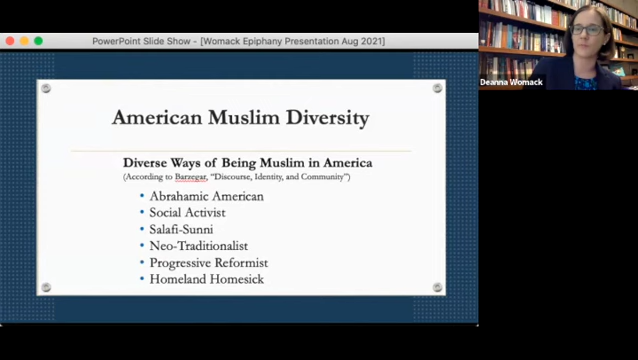 PowerPoint Slide Show - [Womack Epiphany Presentation Aug 2021]
Deanna Womack
American Muslim Diversity
Diverse Ways of Being Muslim in America
(According to Barzegar, “Discourse, Identity, and Community”)
• Abrahamic American
• Social Activist
• Salafi-Sunni
• Neo-Traditionalist
• Progressive Reformist
• Homeland Homesick